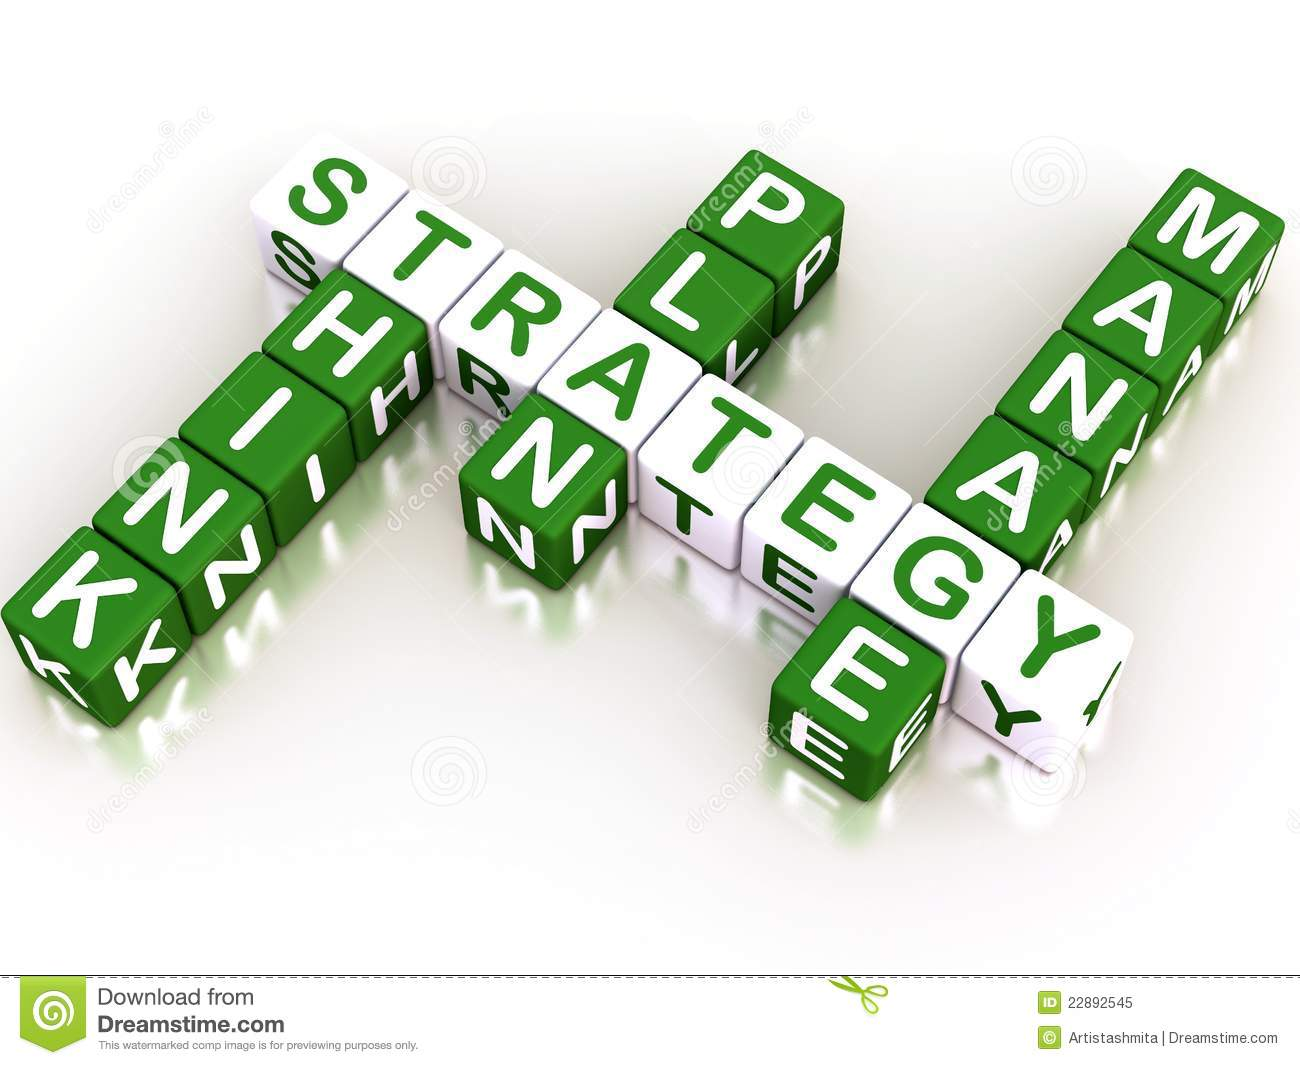 STRATEGY
THINK
PLAN
MANAGE
Download from
Dreamstime.com
This watermarked comp image is for previewing purposes only.
ID 22892545
© Artistashmita | Dreamstime.com